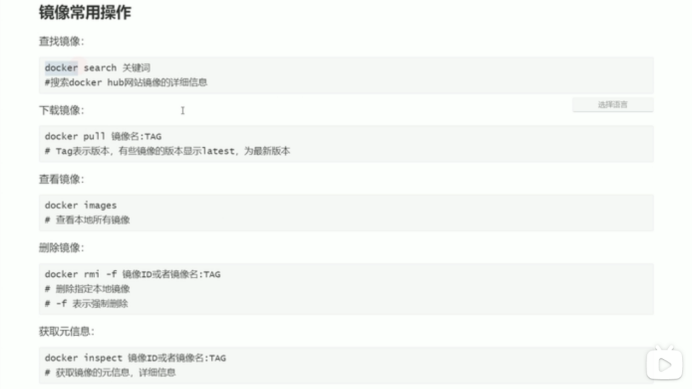 镜像常用操作
查找镜像:
docker search 关键词
#搜索docker hub网站镜像的详细信息
选择语言
下载镜像:
docker pull 镜像名:TAG
# Tag表示版本，有些镜像的版本显示latest，为最新版本
查看镜像:
docker images
# 查看本地所有镜像
删除镜像:
docker rmi -f 镜像ID或者镜像名:TAG
# 删除指定本地镜像
# -f 表示强制删除
获取元信息:
docker inspect 镜像ID或者镜像名:TAG
# 获取镜像的元信息，详细信息